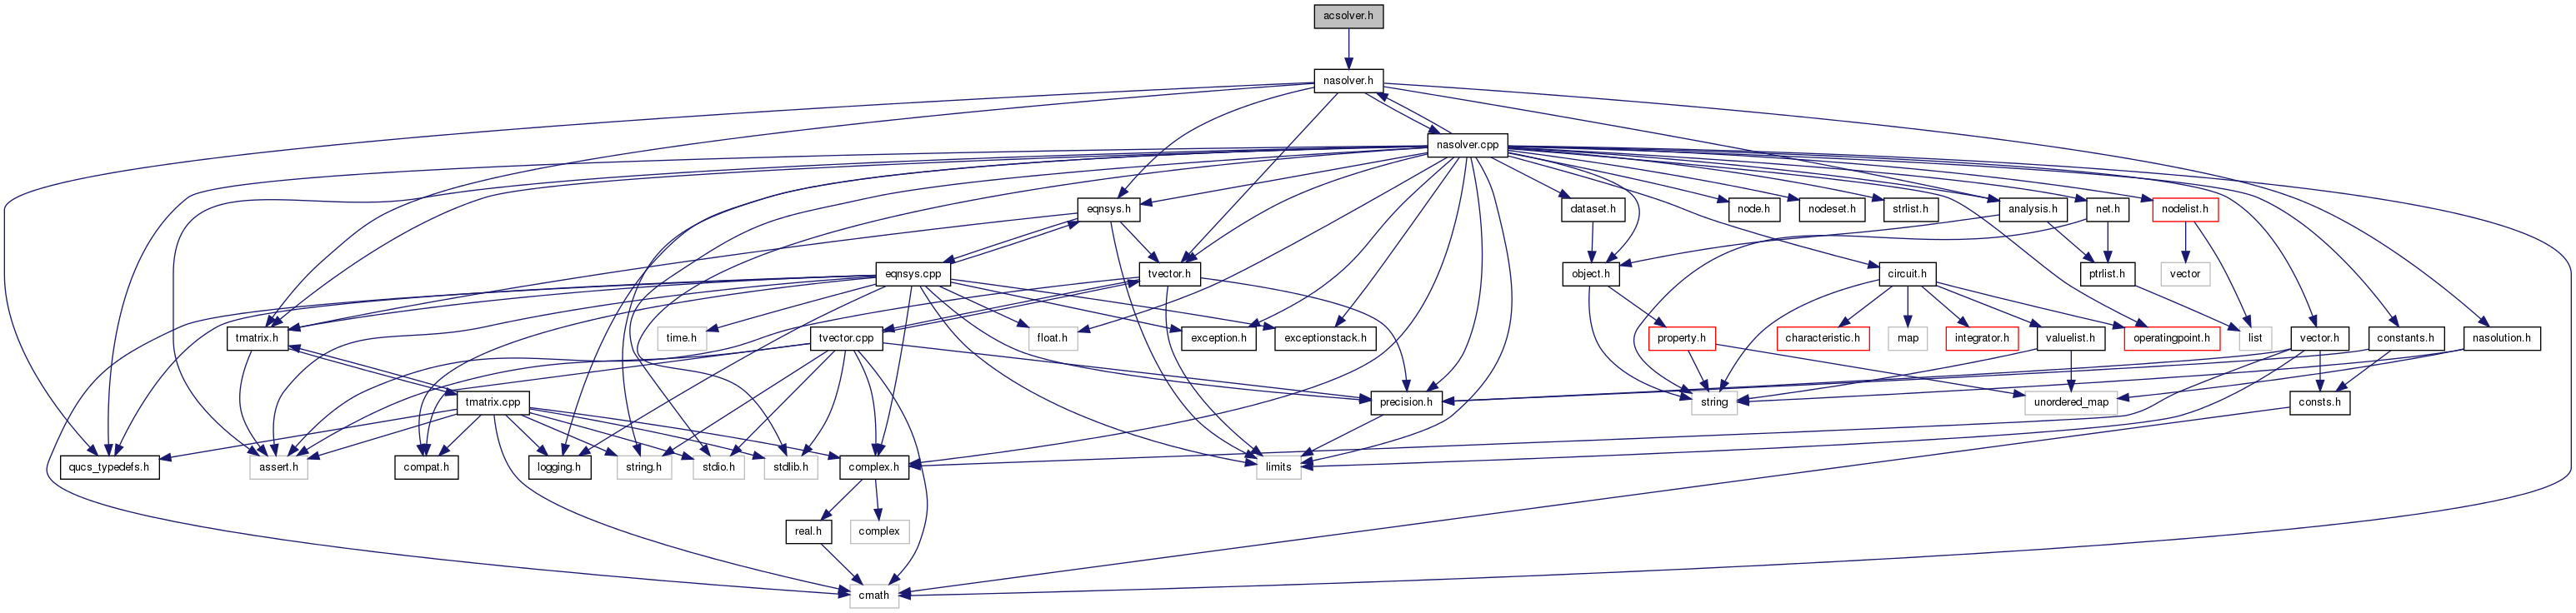 acsolver.h
nasolver.h
nasolver.cpp
eqnsys.h
dataset.h
node.h
nodeset.h
strlist.h
analysis.h
net.h
nodelist.h
eqnsys.cpp
tvector.h
object.h
circuit.h
ptrlist.h
vector
tmatrix.h
time.h
tvector.cpp
float.h
exception.h
exceptionstack.h
property.h
characteristic.h
map
integrator.h
valuelist.h
operatingpoint.h
list
vector.h
constants.h
nasolution.h
tmatrix.cpp
precision.h
string
unordered_map
consts.h
qucs_typedefs.h
assert.h
compat.h
logging.h
string.h
stdio.h
stdlib.h
complex.h
limits
real.h
complex
cmath